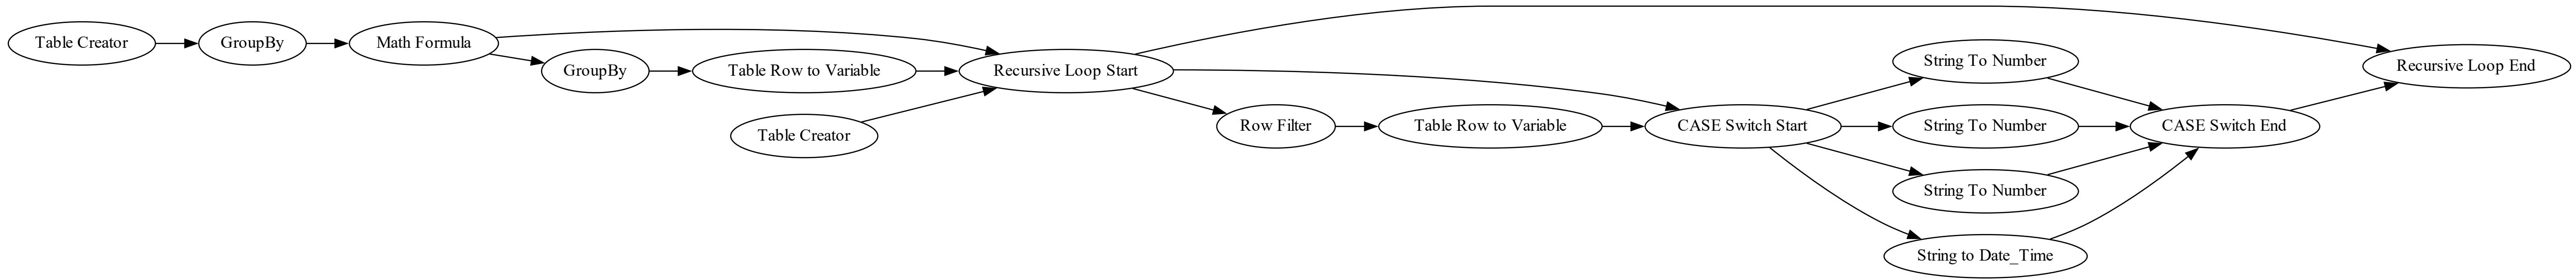 Table Creator
GroupBy
Math Formula
GroupBy
Table Row to Variable
Table Creator
Recursive Loop Start
Row Filter
Table Row to Variable
CASE Switch Start
String To Number
String To Number
String To Number
String to Date_Time
CASE Switch End
Recursive Loop End